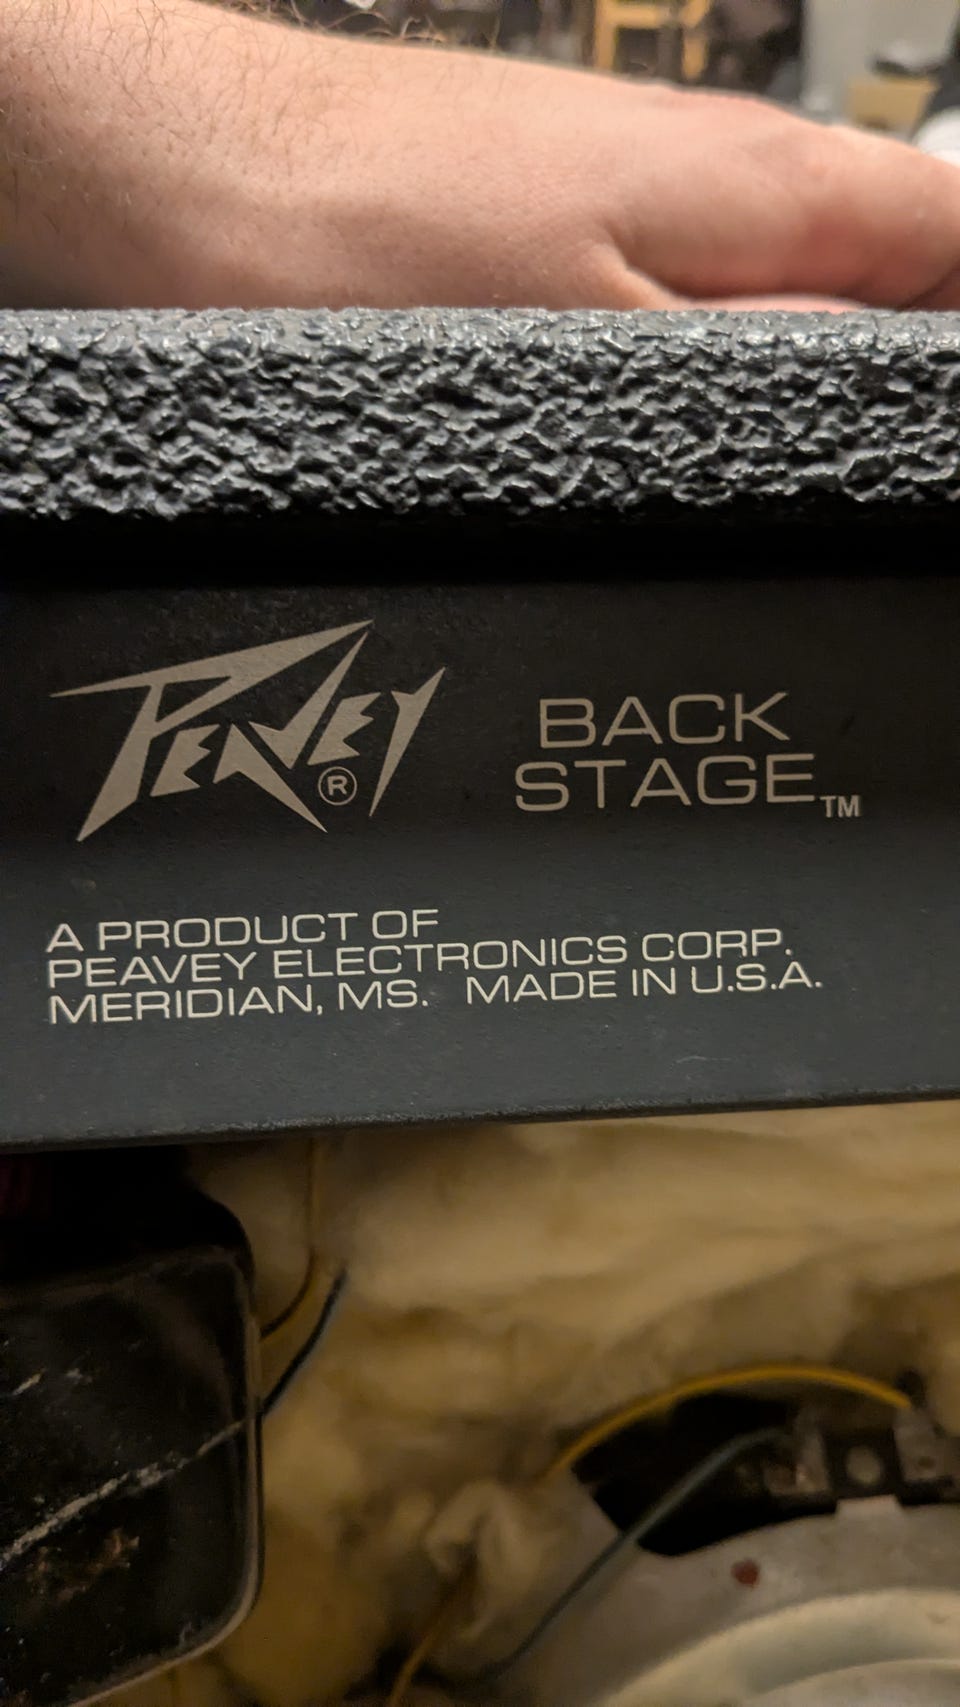 PEAVEY®
BACK
STAGE™
A PRODUCT OF
PEAVEY ELECTRONICS CORP.
MERIDIAN, MS. MADE IN U.S.A.